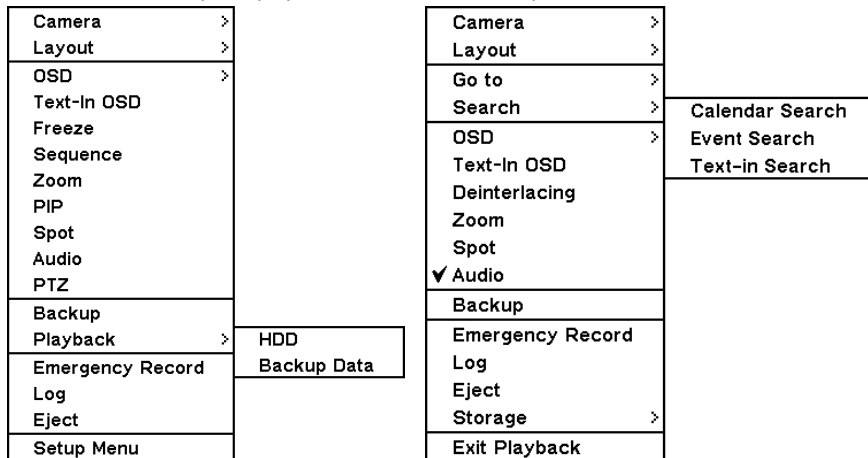 Camera >
Layout >
OSD >
Text-In OSD
Freeze
Sequence
Zoom
PIP
Spot
Audio
PTZ
Backup
Playback >
Emergency Record
Log
Eject
Setup Menu
HDD
Backup Data
Camera >
Layout >
Go to >
Search >
OSD >
Text-In OSD
Deinterlacing
Zoom
Spot
✔ Audio
Backup
Emergency Record
Log
Eject
Storage >
Exit Playback
Calendar Search
Event Search
Text-in Search